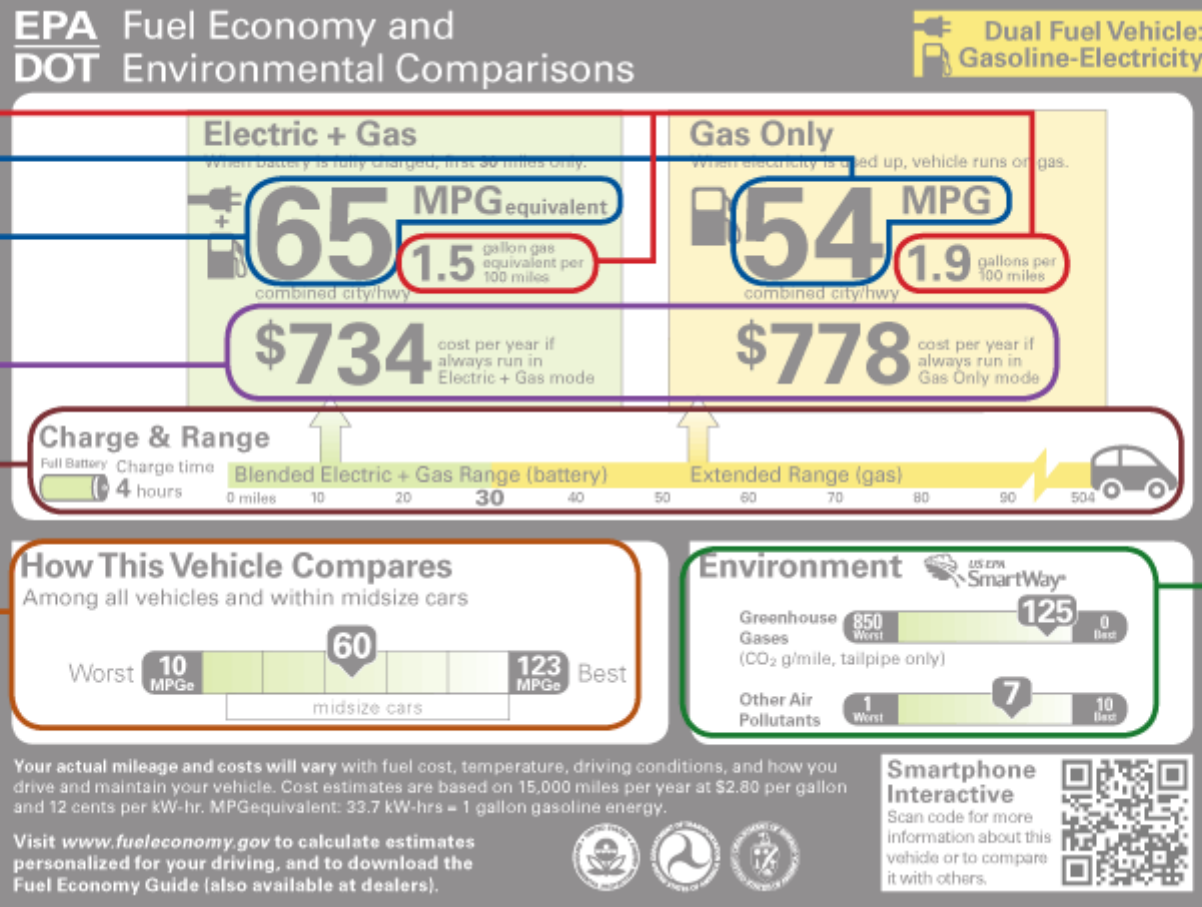 EPA
DOT
Fuel Economy and
Environmental Comparisons
Dual Fuel Vehicle:
Gasoline-Electricity
Electric + Gas
When battery is fully charged, first 30 miles only.
65
MPG equivalent
1.5
gallon gas
equivalent per
100 miles
combined city/hwy
$734
cost per year if
always run in
Electric + Gas mode
Gas Only
When electricity is used up, vehicle runs on gas.
54
MPG
1.9
gallons per
100 miles
combined city/hwy
$778
cost per year if
always run in
Gas Only mode
Charge & Range
Full Battery
Charge time
4 hours
Blended Electric + Gas Range (battery)
Extended Range (gas)
0 miles 10 20 30 40 50 60 70 80 90 504
How This Vehicle Compares
Among all vehicles and within midsize cars
60
Worst
10
MPGe
123
MPGe
Best
midsize cars
Environment
US EPA
SmartWay
Greenhouse
Gases
(CO₂ g/mile, tailpipe only)
850
Worst
125
0
Best
Other Air
Pollutants
1
Worst
7
10
Best
Your actual mileage and costs will vary with fuel cost, temperature, driving conditions, and how you
drive and maintain your vehicle. Cost estimates are based on 15,000 miles per year at $2.80 per gallon
and 12 cents per kW-hr. MPGequivalent: 33.7 kW-hrs = 1 gallon gasoline energy.
Visit www.fueleconomy.gov to calculate estimates
personalized for your driving, and to download the
Fuel Economy Guide (also available at dealers).
Smartphone
Interactive
Scan code for more
information about this
vehicle or to compare
it with others.